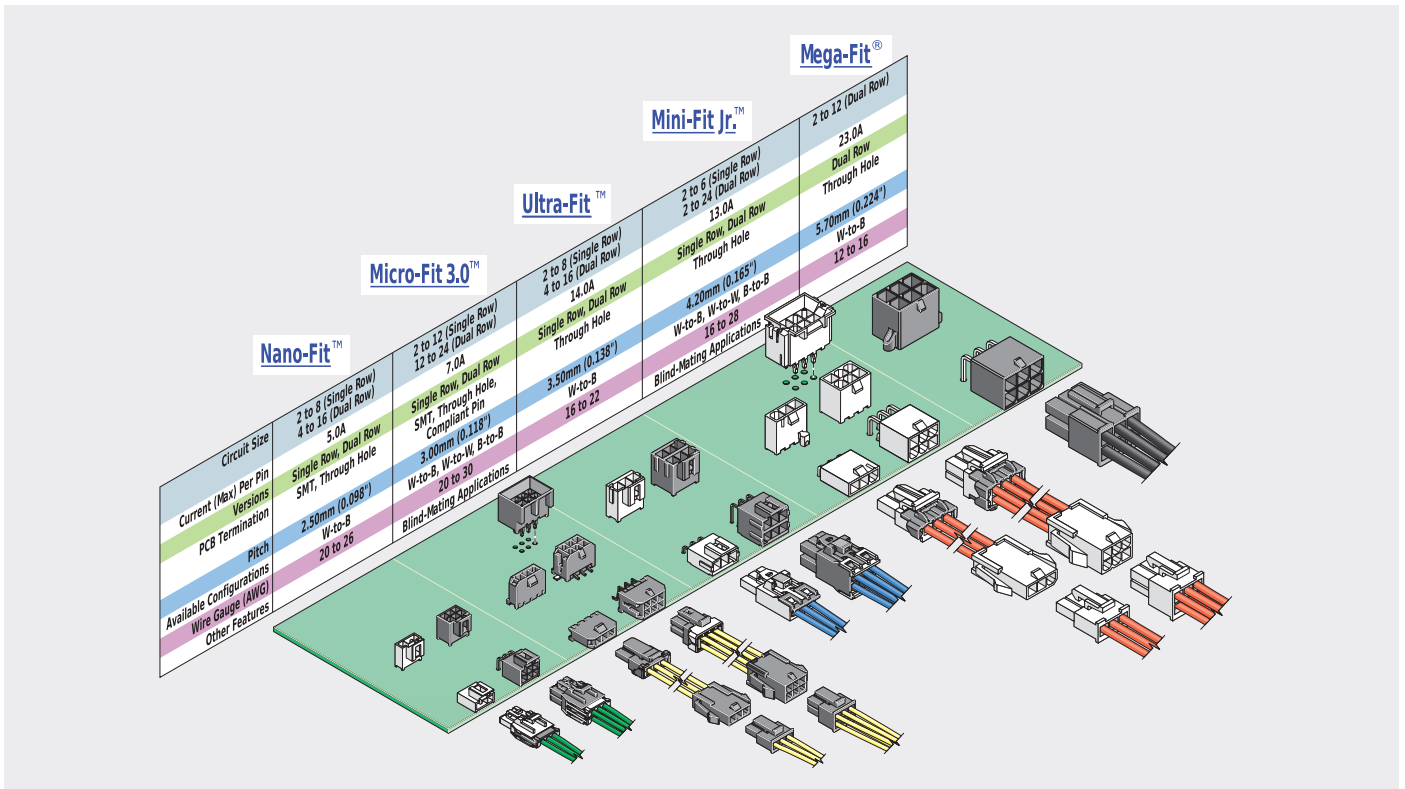 Mega-Fit®
Mini-Fit Jr.™
Ultra-Fit™
Micro-Fit 3.0™
Nano-Fit™
Circuit Size
Current (Max) Per Pin
Versions
PCB Termination
Pitch
Available Configurations
Wire Gauge (AWG)
Other Features
2 to 8 (Single Row)
4 to 16 (Dual Row)
5.0A
Single Row, Dual Row
SMT, Through Hole
2.50mm (0.098")
W-to-B
20 to 26
2 to 12 (Single Row)
12 to 24 (Dual Row)
7.0A
Single Row, Dual Row
SMT, Through Hole,
Compliant Pin
3.00mm (0.118")
W-to-B, W-to-W, B-to-B
20 to 30
Blind-Mating Applications
2 to 8 (Single Row)
4 to 16 (Dual Row)
14.0A
Single Row, Dual Row
Through Hole
3.50mm (0.138")
W-to-B
16 to 22
2 to 6 (Single Row)
2 to 24 (Dual Row)
13.0A
Single Row, Dual Row
Through Hole
4.20mm (0.165")
W-to-B, W-to-W, B-to-B
16 to 28
Blind-Mating Applications
2 to 12 (Dual Row)
23.0A
Dual Row
Through Hole
5.70mm (0.224")
W-to-B
12 to 16